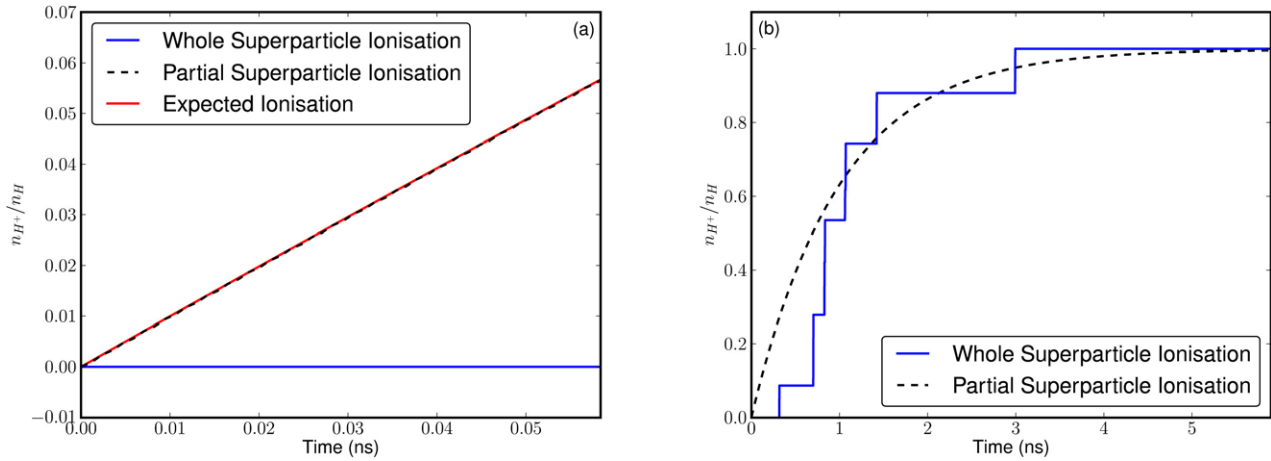 0.07
(a)
Whole Superparticle Ionisation
Partial Superparticle Ionisation
Expected Ionisation
0.06
0.05
0.04
0.03
0.02
0.01
0.00
−0.01
n_{H^+}/n_H
0.00 0.01 0.02 0.03 0.04 0.05
Time (ns)
(b)
1.0
0.8
0.6
0.4
0.2
0.0
n_{H^+}/n_H
Whole Superparticle Ionisation
Partial Superparticle Ionisation
0 1 2 3 4 5
Time (ns)